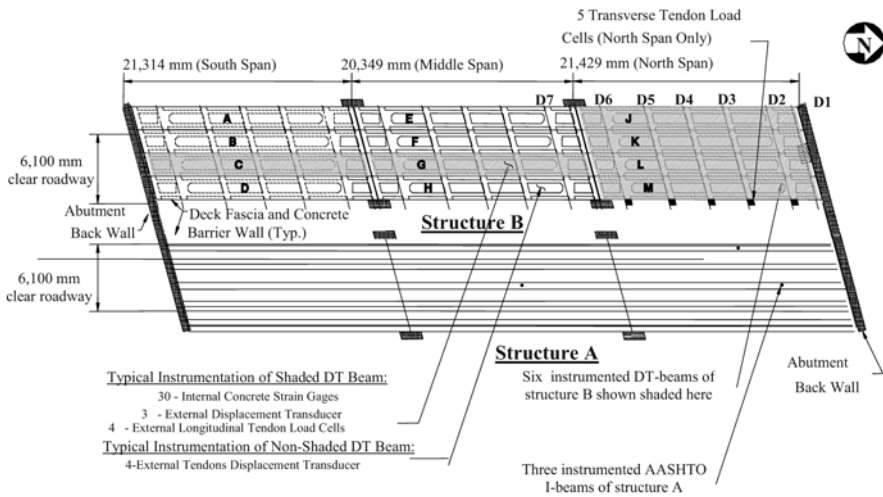 5 Transverse Tendon Load
Cells (North Span Only)
N
21,314 mm (South Span)
20,349 mm (Middle Span)
21,429 mm (North Span)
D7
D6
D5
D4
D3
D2
D1
A
E
J
B
F
K
C
G
L
D
H
M
6,100 mm
clear roadway
Abutment
Back Wall
Deck Fascia and Concrete
Barrier Wall (Typ.)
Structure B
6,100 mm
clear roadway
Structure A
Abutment
Back Wall
Typical Instrumentation of Shaded DT Beam:
30 - Internal Concrete Strain Gages
3 - External Displacement Transducer
4 - External Longitudinal Tendon Load Cells
Typical Instrumentation of Non-Shaded DT Beam:
4-External Tendons Displacement Transducer
Six instrumented DT-beams of
structure B shown shaded here
Three instrumented AASHTO
I-beams of structure A